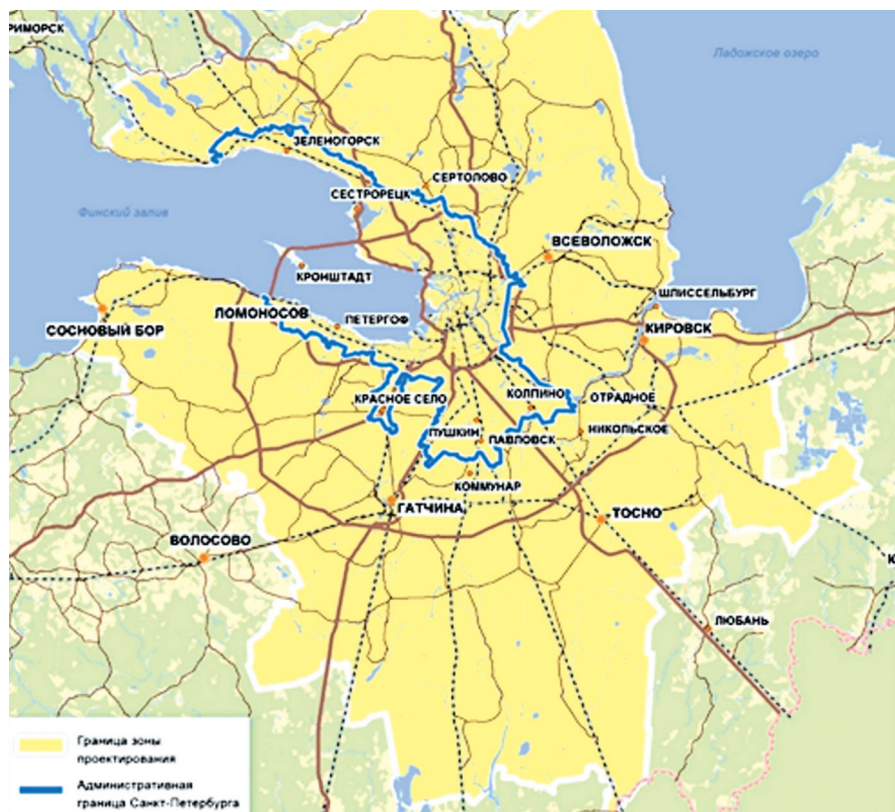 РИМОРСК
Ладожское озеро
ЗЕЛЕНОГОРСК
СЕРТОЛОВО
СЕСТРОРЕЦК
Финский залив
ВСЕВОЛОЖСК
КРОНШТАДТ
ШЛИССЕЛЬБУРГ
ЛОМОНОСОВ
ПЕТЕРГОФ
СОСНОВЫЙ БОР
КИРОВСК
КРАСНОЕ СЕЛО
КОЛПИНО
ОТРАДНОЕ
ПУШКИН
НИКОЛЬСКОЕ
ПАВЛОВСК
КОММУНАР
ГАТЧИНА
ТОСНО
ВОЛОСОВО
К
ЛЮБАНЬ
Граница зоны
проектирования
Административная
граница Санкт-Петербурга